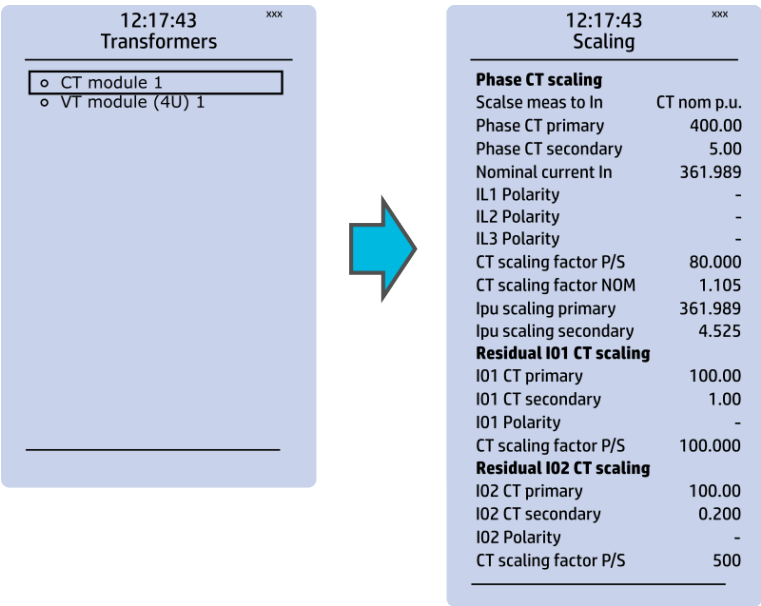 12:17:43 xxx
Transformers
CT module 1
VT module (4U) 1
12:17:43 xxx
Scaling
Phase CT scaling
Scalse meas to In CT nom p.u.
Phase CT primary 400.00
Phase CT secondary 5.00
Nominal current In 361.989
IL1 Polarity -
IL2 Polarity -
IL3 Polarity -
CT scaling factor P/S 80.000
CT scaling factor NOM 1.105
Ipu scaling primary 361.989
Ipu scaling secondary 4.525
Residual I01 CT scaling
I01 CT primary 100.00
I01 CT secondary 1.00
I01 Polarity -
CT scaling factor P/S 100.000
Residual I02 CT scaling
I02 CT primary 100.00
I02 CT secondary 0.200
I02 Polarity -
CT scaling factor P/S 500